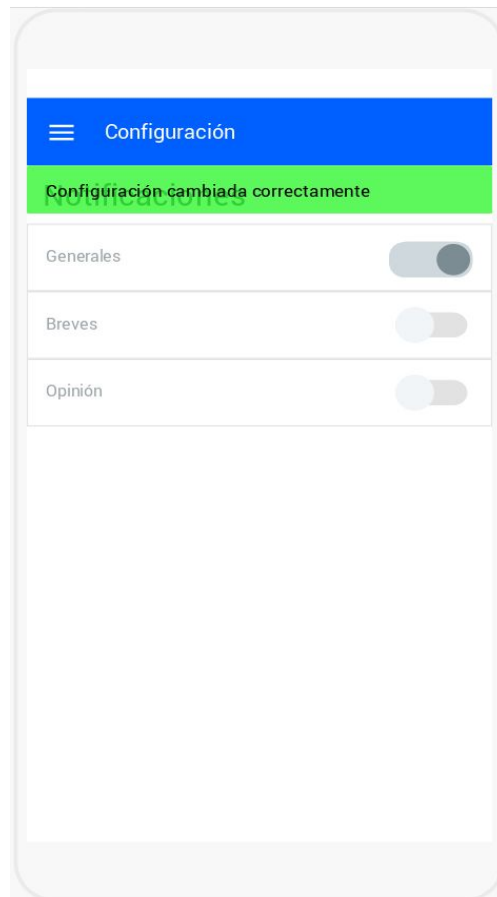 Configuración
Configuración cambiada correctamente
Notificaciones
Generales
Breves
Opinión